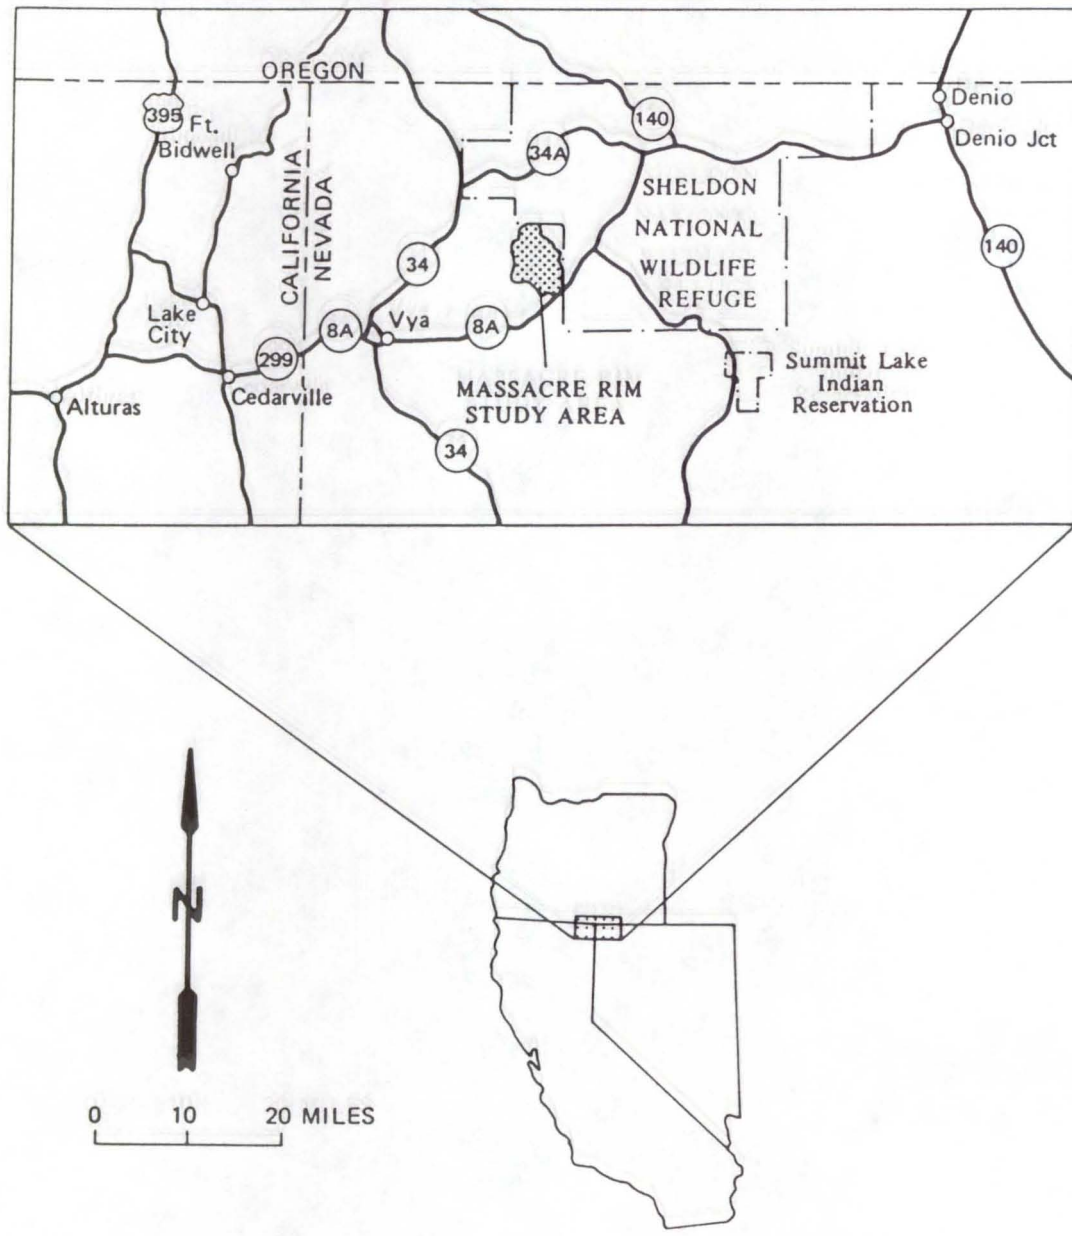 OREGON
395
Ft.
Bidwell
140
Denio
Denio Jct
34A
SHELDON
NATIONAL
WILDLIFE
REFUGE
CALIFORNIA
NEVADA
34
140
Lake
City
8A
Vya
8A
299
Summit Lake
Indian
Reservation
MASSACRE RIM
STUDY AREA
Cedarville
Alturas
34
N
0 10 20 MILES